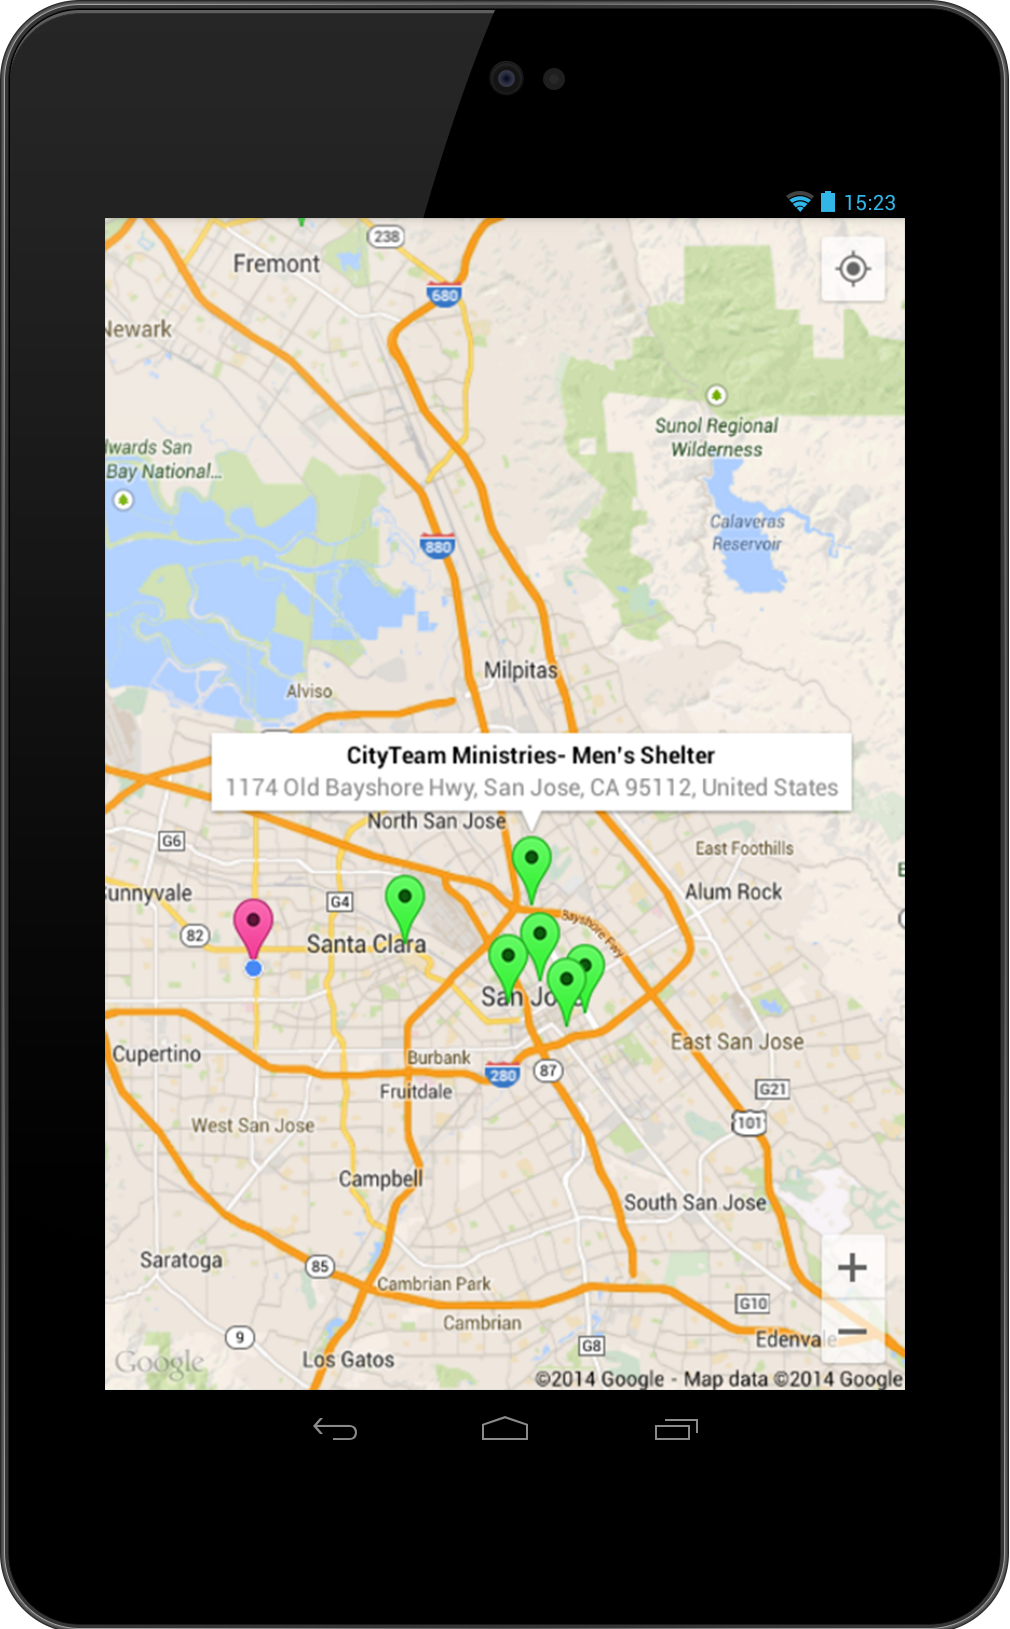 15:23
238
Fremont
680
Newark
Sunol Regional
Wilderness
wards San
Bay National...
Calaveras
Reservoir
880
Milpitas
Alviso
CityTeam Ministries- Men's Shelter
1174 Old Bayshore Hwy, San Jose, CA 95112, United States
North San Jose
G6
East Foothills
Sunnyvale
Alum Rock
G4
82
Bayshore Fwy
Santa Clara
San Jo
East San Jose
Cupertino
Burbank
280
87
Fruitdale
G21
West San Jose
101
Campbell
South San Jose
Saratoga
85
Cambrian Park
G10
Cambrian
9
G8
Edenvale
Los Gatos
Google
©2014 Google - Map data ©2014 Google